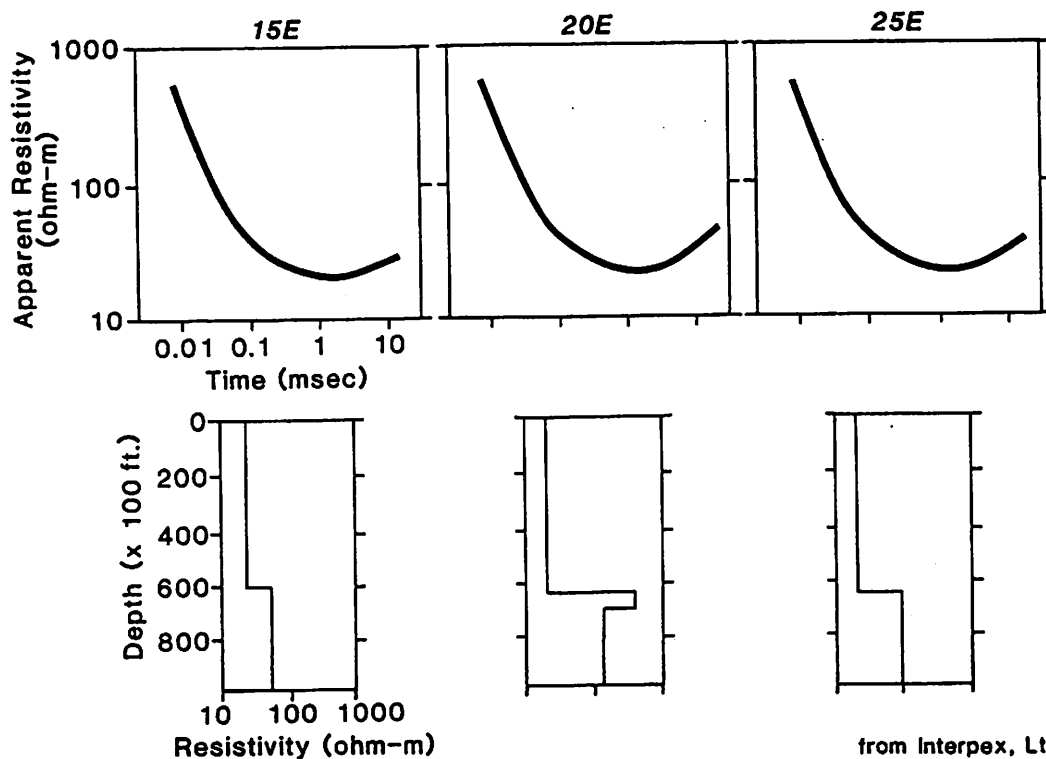 15E 20E 25E
Apparent Resistivity
(ohm-m)
1000
100
10
0.01 0.1 1 10
Time (msec)
Depth (x 100 ft.)
0
200
400
600
800
10 100 1000
Resistivity (ohm-m)
from Interpex, Lt